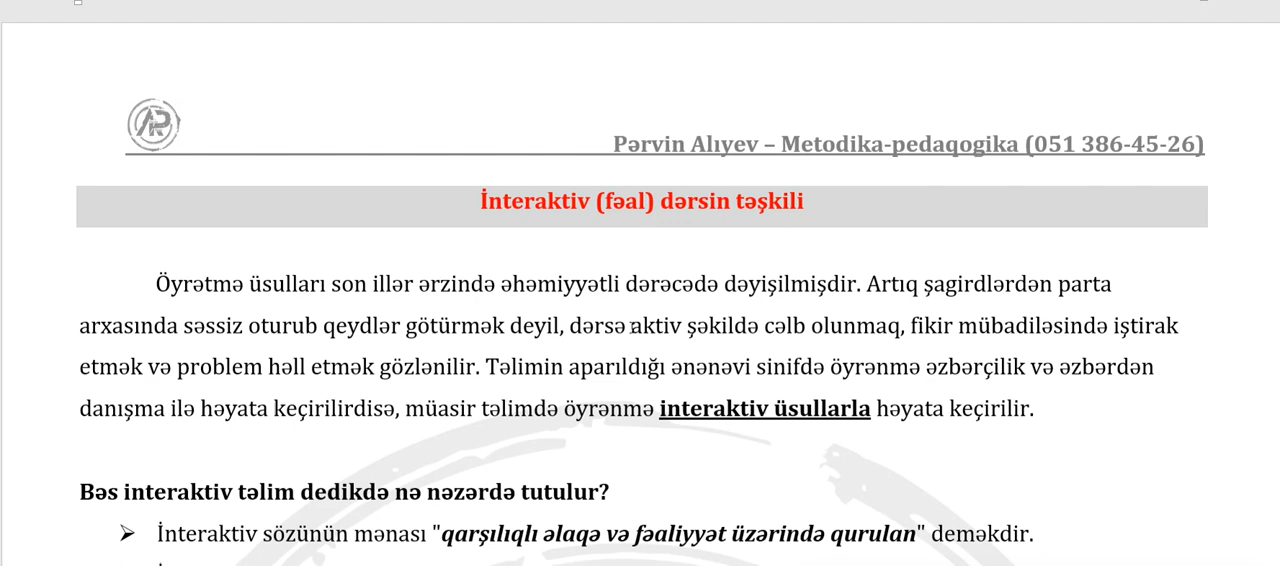 Pərvin Alıyev – Metodika-pedaqogika (051 386-45-26)
İnteraktiv (fəal) dərsin təşkili
Öyrətmə üsulları son illər ərzində əhəmiyyətli dərəcədə dəyişilmişdir. Artıq şagirdlərdən parta
arxasında səssiz oturub qeydlər götürmək deyil, dərsə aktiv şəkildə cəlb olunmaq, fikir mübadiləsində iştirak
etmək və problem həll etmək gözlənilir. Təlimin aparıldığı ənənəvi sinifdə öyrənmə əzbərçilik və əzbərdən
danışma ilə həyata keçirilirdisə, müasir təlimdə öyrənmə interaktiv üsullarla həyata keçirilir.
Bəs interaktiv təlim dedikdə nə nəzərdə tutulur?
➢ İnteraktiv sözünün mənası "qarşılıqlı əlaqə və fəaliyyət üzərində qurulan" deməkdir.